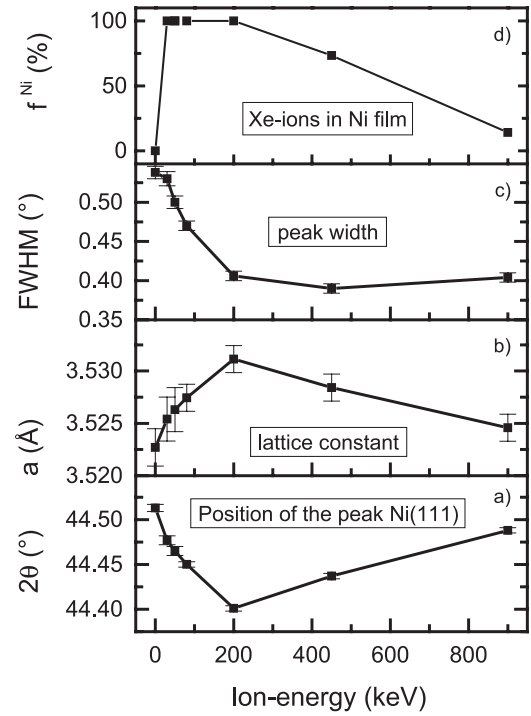 f Ni (%)
100
50
0
d)
Xe-ions in Ni film
FWHM (°)
0.50
0.45
0.40
0.35
c)
peak width
a (Å)
3.530
3.525
3.520
b)
lattice constant
2θ (°)
44.50
44.45
44.40
a)
Position of the peak Ni(111)
0 200 400 600 800
Ion-energy (keV)